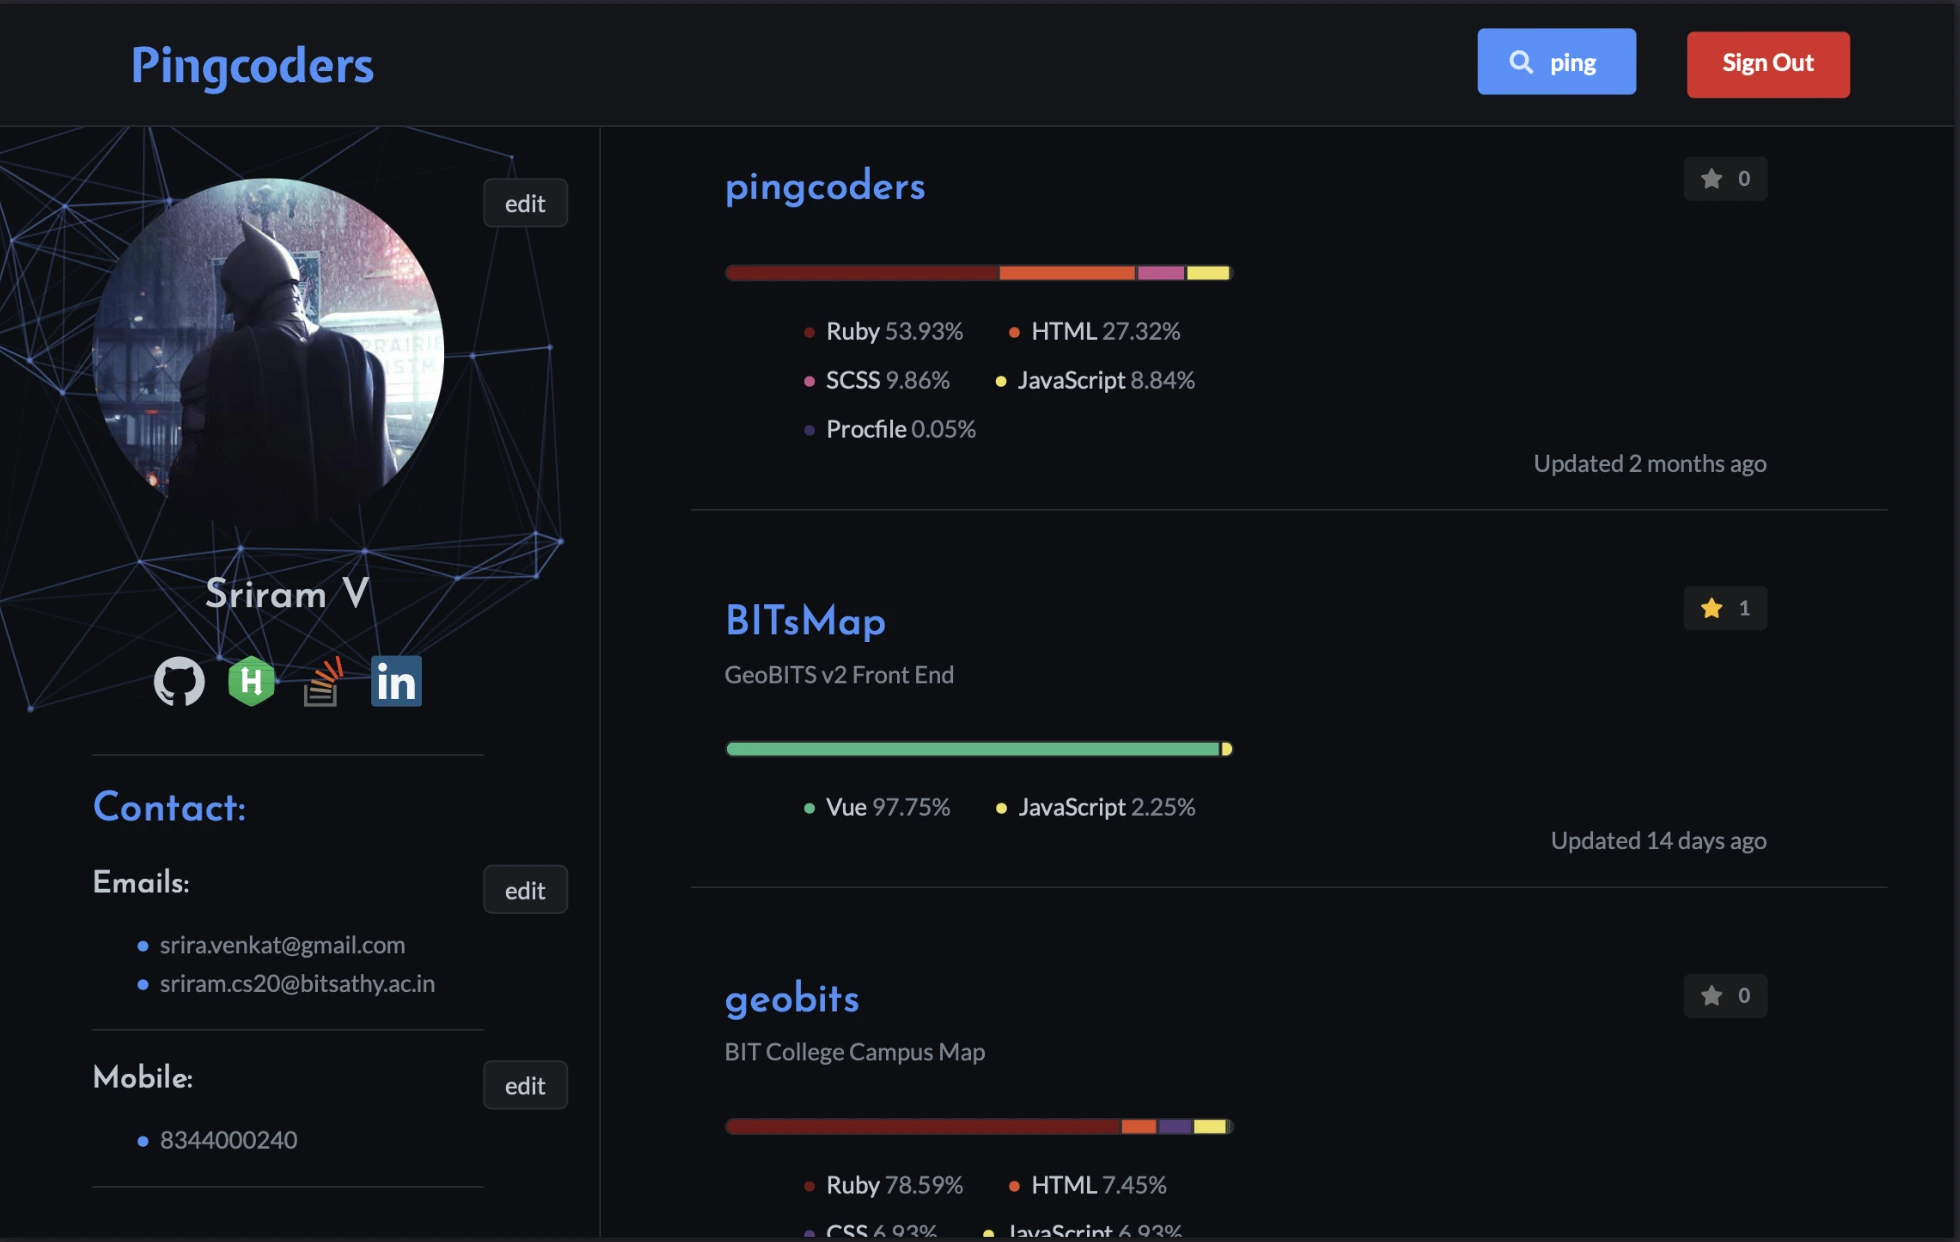 Pingcoders
ping
Sign Out
edit
Sriram V
Contact:
Emails:
edit
srira.venkat@gmail.com
sriram.cs20@bitsathy.ac.in
Mobile:
edit
8344000240
pingcoders
0
Ruby 53.93%
HTML 27.32%
SCSS 9.86%
JavaScript 8.84%
Procfile 0.05%
Updated 2 months ago
BITsMap
1
GeoBITS v2 Front End
Vue 97.75%
JavaScript 2.25%
Updated 14 days ago
geobits
0
BIT College Campus Map
Ruby 78.59%
HTML 7.45%
CSS 6.93%
JavaScript 6.93%